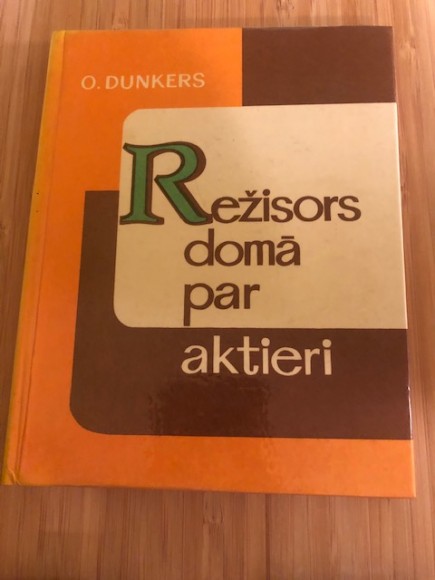 O. DUNKERS
Režisors
domā
par
aktieri